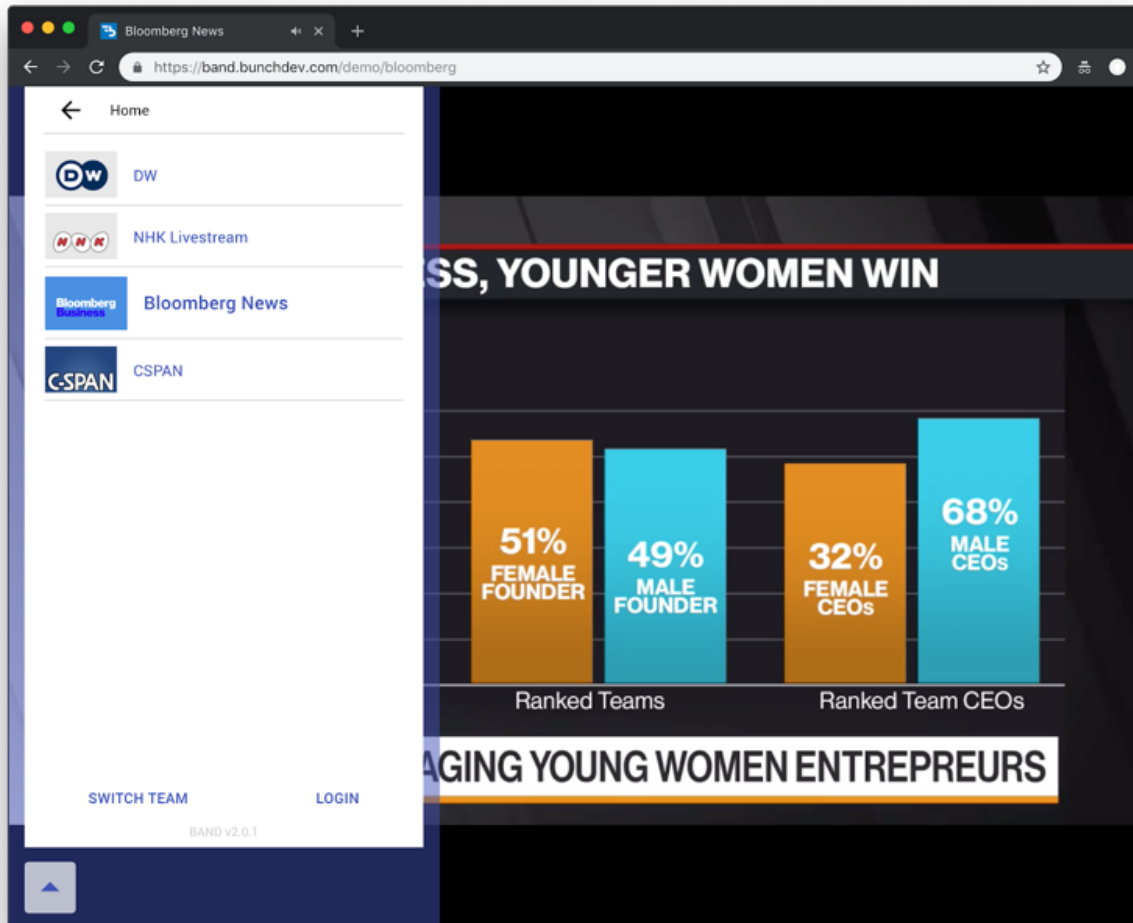 Bloomberg News
https://band.bunchdev.com/demo/bloomberg
Home
DW
DW
NHK
NHK Livestream
Bloomberg
Business
Bloomberg News
C-SPAN
CSPAN
SWITCH TEAM
LOGIN
BAND v2.0.1
SS, YOUNGER WOMEN WIN
51%
FEMALE
FOUNDER
49%
MALE
FOUNDER
32%
FEMALE
CEOs
68%
MALE
CEOs
Ranked Teams
Ranked Team CEOs
AGING YOUNG WOMEN ENTREPREURS